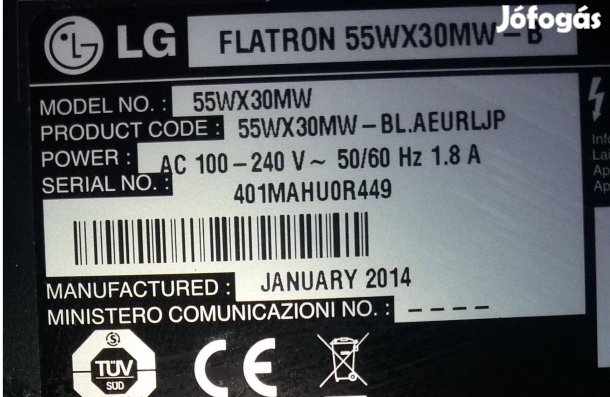 Jófogás
LG FLATRON 55WX30MW-B
MODEL NO. : 55WX30MW
PRODUCT CODE : 55WX30MW-BL.AEURLJP
POWER : AC 100-240 V~ 50/60 Hz 1.8 A
SERIAL NO. : 401MAHU0R449
MANUFACTURED : JANUARY 2014
MINISTERO COMUNICAZIONI NO. : ----
TÜV
SÜD
CE